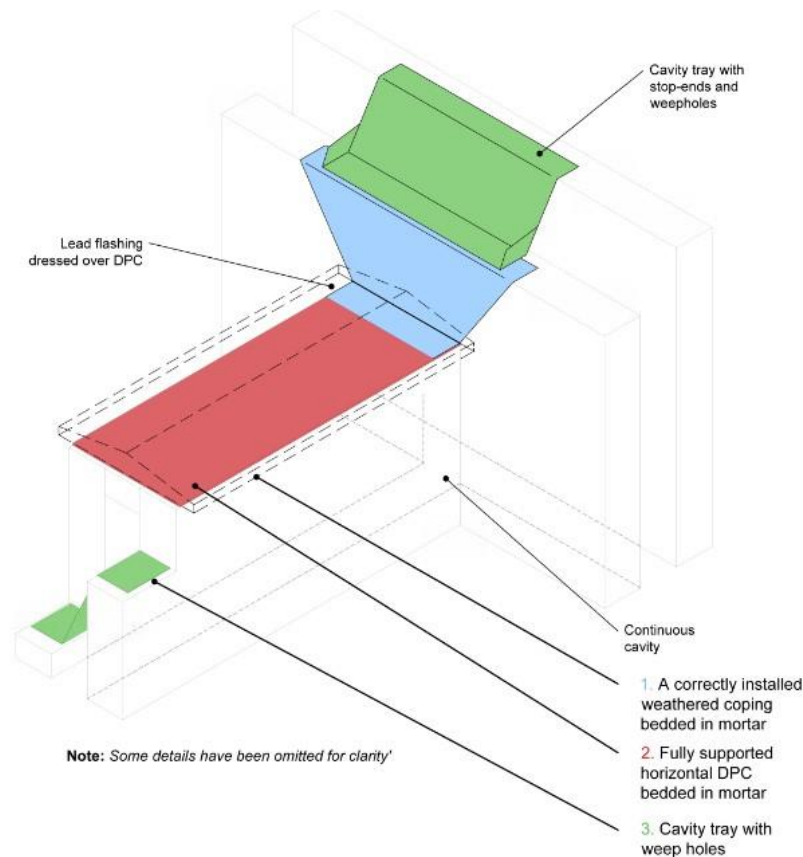 Cavity tray with
stop-ends and
weepholes
Lead flashing
dressed over DPC
Continuous
cavity
1. A correctly installed
weathered coping
bedded in mortar
Note: Some details have been omitted for clarity'
2. Fully supported
horizontal DPC
bedded in mortar
3. Cavity tray with
weep holes